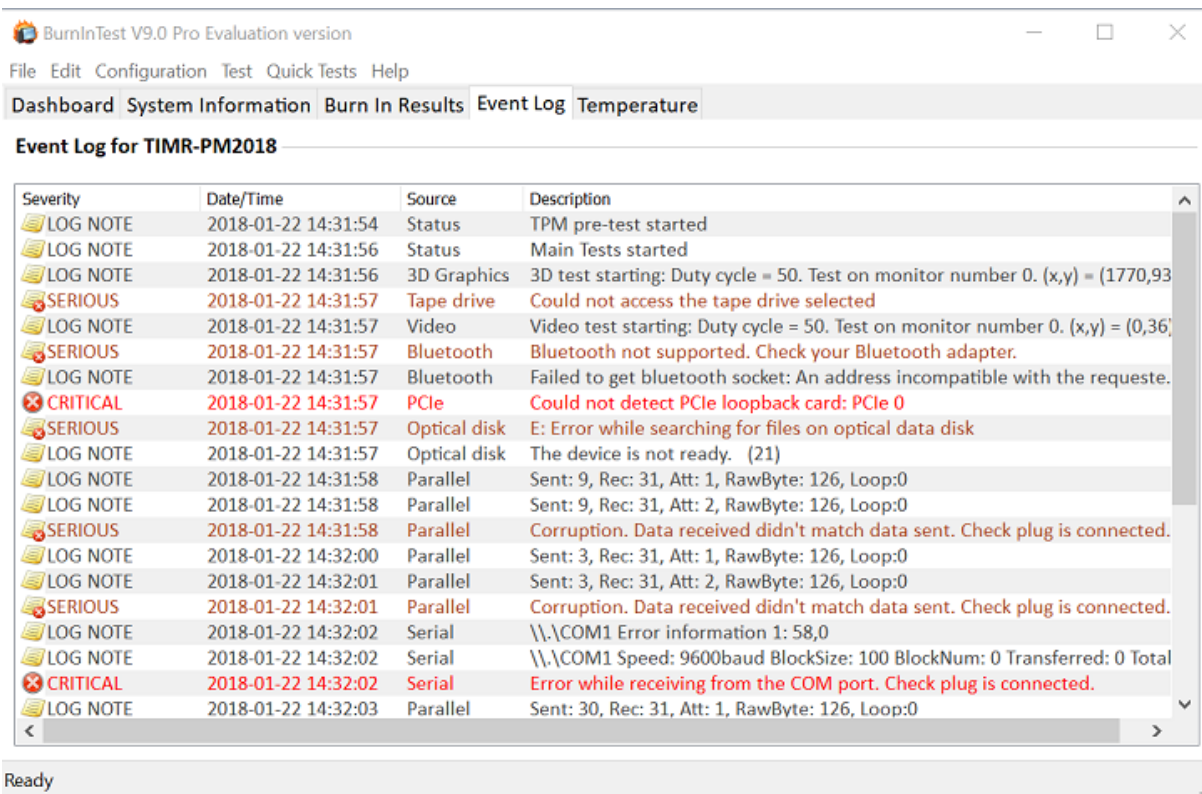 BurnInTest V9.0 Pro Evaluation version
File Edit Configuration Test Quick Tests Help
Dashboard System Information Burn In Results Event Log Temperature
Event Log for TIMR-PM2018
Severity Date/Time Source Description
LOG NOTE 2018-01-22 14:31:54 Status TPM pre-test started
LOG NOTE 2018-01-22 14:31:56 Status Main Tests started
LOG NOTE 2018-01-22 14:31:56 3D Graphics 3D test starting: Duty cycle = 50. Test on monitor number 0. (x,y) = (1770,93
SERIOUS 2018-01-22 14:31:57 Tape drive Could not access the tape drive selected
LOG NOTE 2018-01-22 14:31:57 Video Video test starting: Duty cycle = 50. Test on monitor number 0. (x,y) = (0,36)
SERIOUS 2018-01-22 14:31:57 Bluetooth Bluetooth not supported. Check your Bluetooth adapter.
LOG NOTE 2018-01-22 14:31:57 Bluetooth Failed to get bluetooth socket: An address incompatible with the requeste.
CRITICAL 2018-01-22 14:31:57 PCIe Could not detect PCIe loopback card: PCIe 0
SERIOUS 2018-01-22 14:31:57 Optical disk E: Error while searching for files on optical data disk
LOG NOTE 2018-01-22 14:31:57 Optical disk The device is not ready. (21)
LOG NOTE 2018-01-22 14:31:58 Parallel Sent: 9, Rec: 31, Att: 1, RawByte: 126, Loop:0
LOG NOTE 2018-01-22 14:31:58 Parallel Sent: 9, Rec: 31, Att: 2, RawByte: 126, Loop:0
SERIOUS 2018-01-22 14:31:58 Parallel Corruption. Data received didn't match data sent. Check plug is connected.
LOG NOTE 2018-01-22 14:32:00 Parallel Sent: 3, Rec: 31, Att: 1, RawByte: 126, Loop:0
LOG NOTE 2018-01-22 14:32:01 Parallel Sent: 3, Rec: 31, Att: 2, RawByte: 126, Loop:0
SERIOUS 2018-01-22 14:32:01 Parallel Corruption. Data received didn't match data sent. Check plug is connected.
LOG NOTE 2018-01-22 14:32:02 Serial \\.\COM1 Error information 1: 58,0
LOG NOTE 2018-01-22 14:32:02 Serial \\.\COM1 Speed: 9600baud BlockSize: 100 BlockNum: 0 Transferred: 0 Total
CRITICAL 2018-01-22 14:32:02 Serial Error while receiving from the COM port. Check plug is connected.
LOG NOTE 2018-01-22 14:32:03 Parallel Sent: 30, Rec: 31, Att: 1, RawByte: 126, Loop:0
Ready